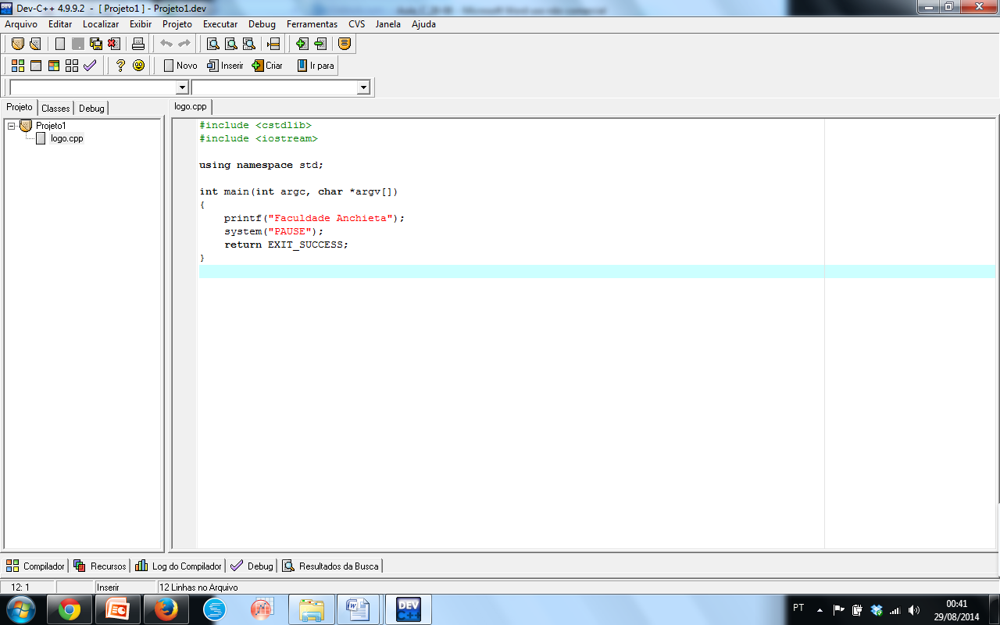 Dev-C++ 4.9.9.2 - [ Projeto1 ] - Projeto1.dev
Arquivo Editar Localizar Exibir Projeto Executar Debug Ferramentas CVS Janela Ajuda
Novo Inserir Criar Ir para
Projeto Classes Debug
logo.cpp
Projeto1
logo.cpp
#include <cstdlib>
#include <iostream>
using namespace std;
int main(int argc, char *argv[])
{
printf("Faculdade Anchieta");
system("PAUSE");
return EXIT_SUCCESS;
}
Compilador Recursos Log do Compilador Debug Resultados da Busca
12: 1 Inserir 12 Linhas no Arquivo
DEV C++
PT
00:41
29/08/2014